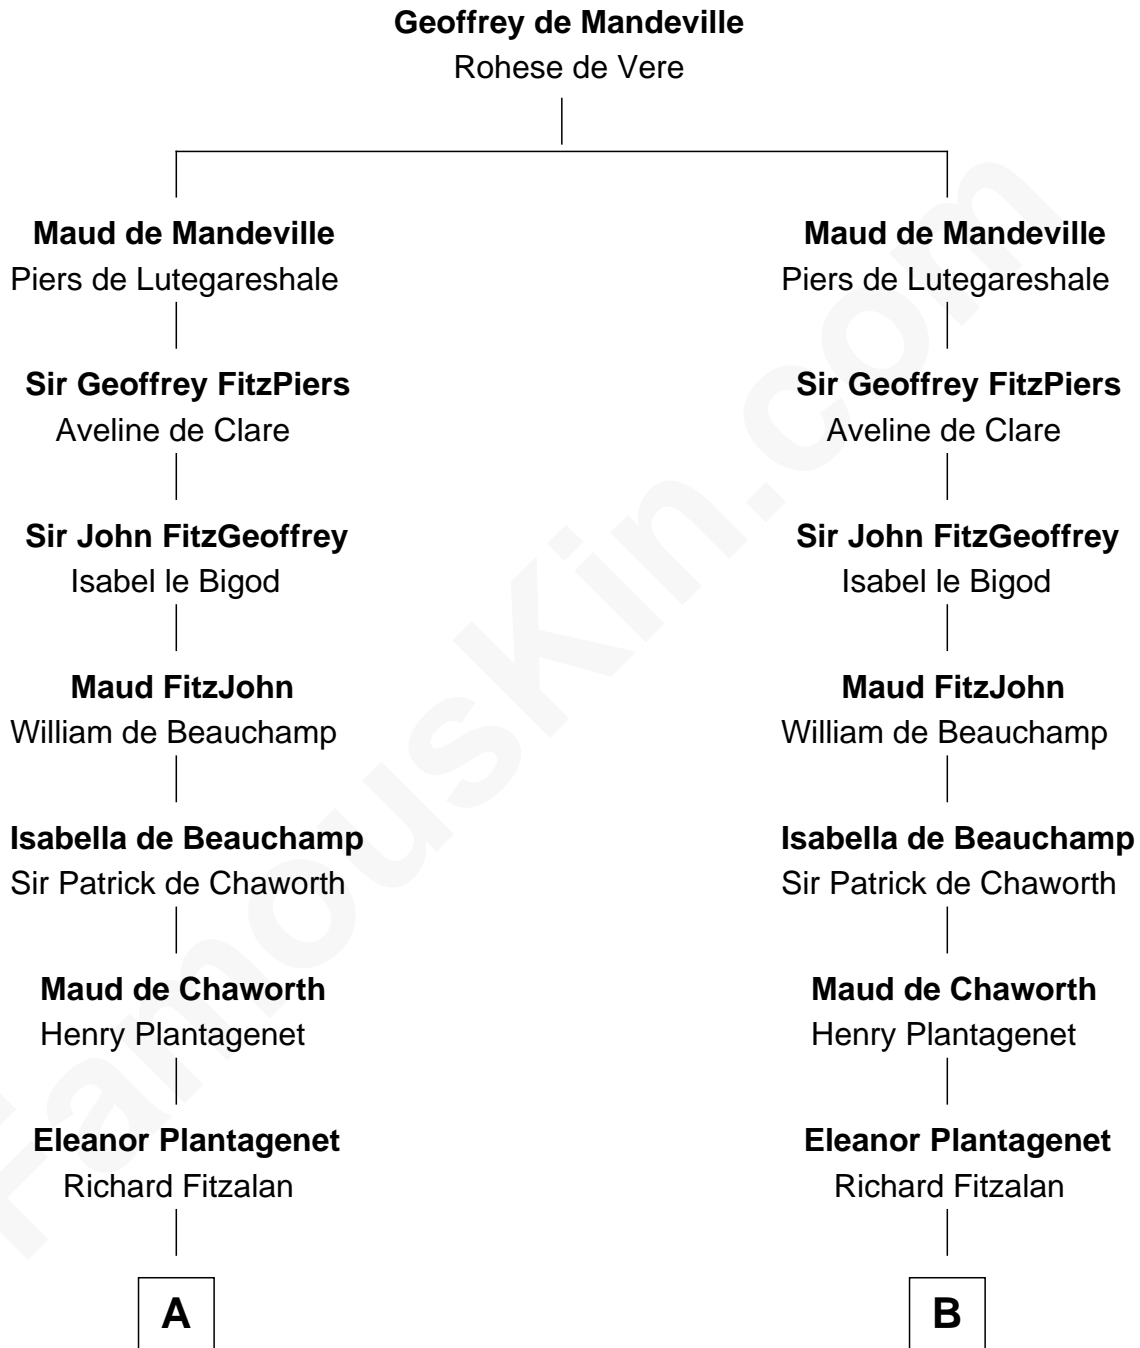 Geoffrey de Mandeville
Rohese de Vere
Maud de Mandeville
Piers de Lutegareshale
Sir Geoffrey FitzPiers
Aveline de Clare
Sir John FitzGeoffrey
Isabel le Bigod
Maud FitzJohn
William de Beauchamp
Isabella de Beauchamp
Sir Patrick de Chaworth
Maud de Chaworth
Henry Plantagenet
Eleanor Plantagenet
Richard Fitzalan
A
Maud de Mandeville
Piers de Lutegareshale
Sir Geoffrey FitzPiers
Aveline de Clare
Sir John FitzGeoffrey
Isabel le Bigod
Maud FitzJohn
William de Beauchamp
Isabella de Beauchamp
Sir Patrick de Chaworth
Maud de Chaworth
Henry Plantagenet
Eleanor Plantagenet
Richard Fitzalan
B
FamousKin.com